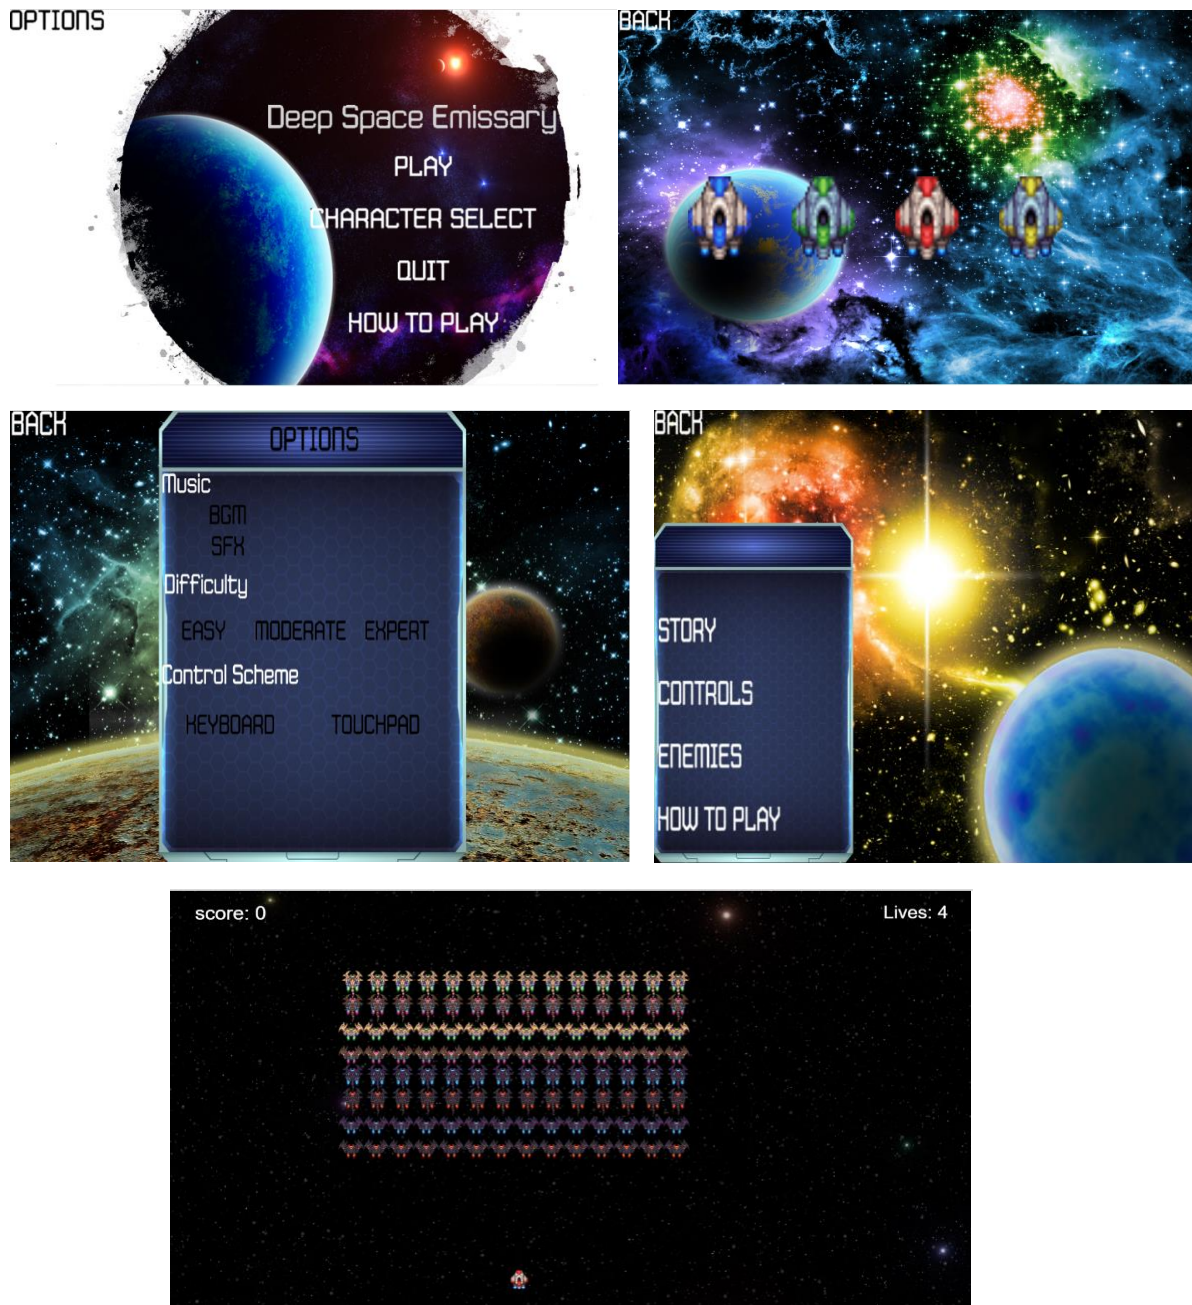 OPTIONS
Deep Space Emissary
PLAY
CHARACTER SELECT
QUIT
HOW TO PLAY
BACK
BACK
OPTIONS
Music
BGM
SFX
Difficulty
EASY MODERATE EXPERT
Control Scheme
KEYBOARD TOUCHPAD
BACK
STORY
CONTROLS
ENEMIES
HOW TO PLAY
score: 0
Lives: 4